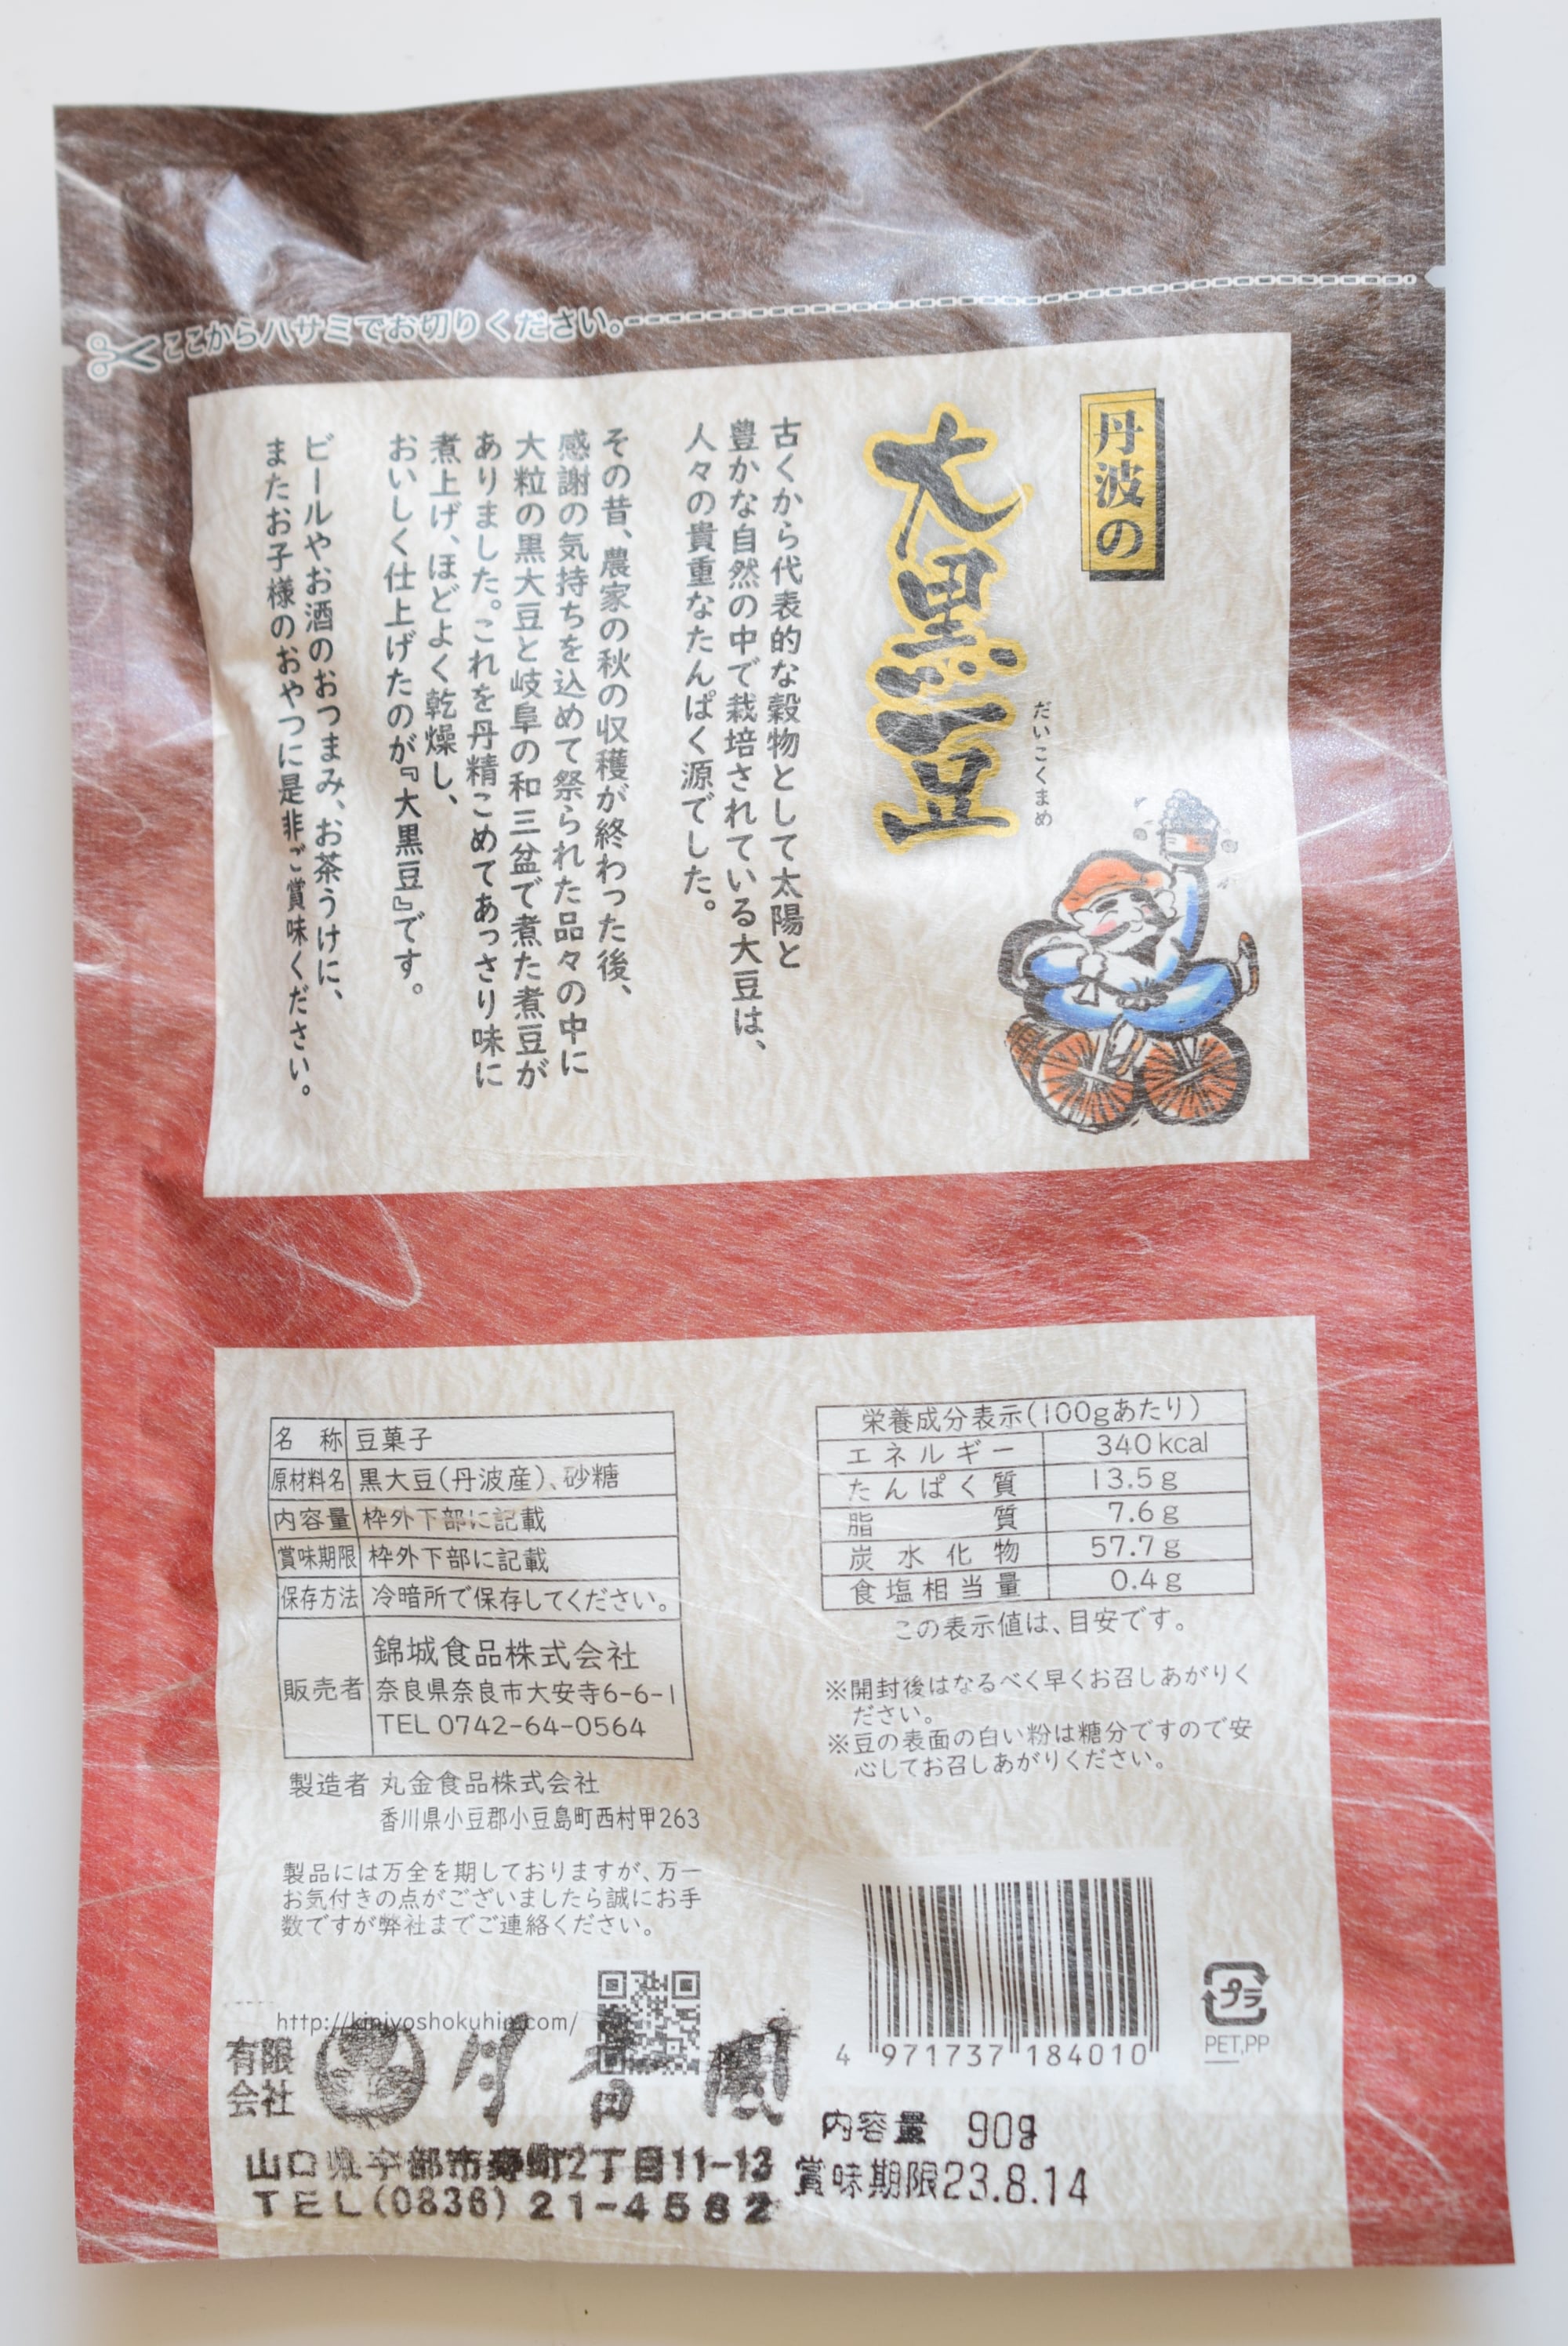 ここからハサミでお切りください。
丹波の
大黒豆
だいこくまめ
古くから代表的な穀物として太陽と
豊かな自然の中で栽培されている大豆は、
人々の貴重なたんぱく源でした。
その昔、農家の秋の収穫が終わった後、
感謝の気持ちを込めて祭られた品々の中に
大粒の黒大豆と岐阜の和三盆で煮た煮豆が
ありました。これを丹精こめてあっさり味に
煮上げ、ほどよく乾燥し、
おいしく仕上げたのが『大黒豆』です。
ビールやお酒のおつまみ、お茶うけに、
またお子様のおやつに是非ご賞味ください。
名称 豆菓子
原材料名 黒大豆(丹波産)、砂糖
内容量 枠外下部に記載
賞味期限 枠外下部に記載
保存方法 冷暗所で保存してください。
販売者 錦城食品株式会社
奈良県奈良市大安寺6-6-1
TEL 0742-64-0564
製造者 丸金食品株式会社
香川県小豆郡小豆島町西村甲263
製品には万全を期しておりますが、万一
お気付きの点がございましたら誠にお手
数ですが弊社までご連絡ください。
http://kinjyoshokuhin.com/
有限
会社
月香園
山口県宇部市寿町2丁目11-13
TEL(0836)21-4582
栄養成分表示(100gあたり)
エネルギー 340kcal
たんぱく質 13.5g
脂質 7.6g
炭水化物 57.7g
食塩相当量 0.4g
この表示値は、目安です。
※開封後はなるべく早くお召しあがりく
ださい。
※豆の表面の白い粉は糖分ですので安
心してお召しあがりください。
4 971737 184010
プラ
PET,PP
内容量 90g
賞味期限23.8.14